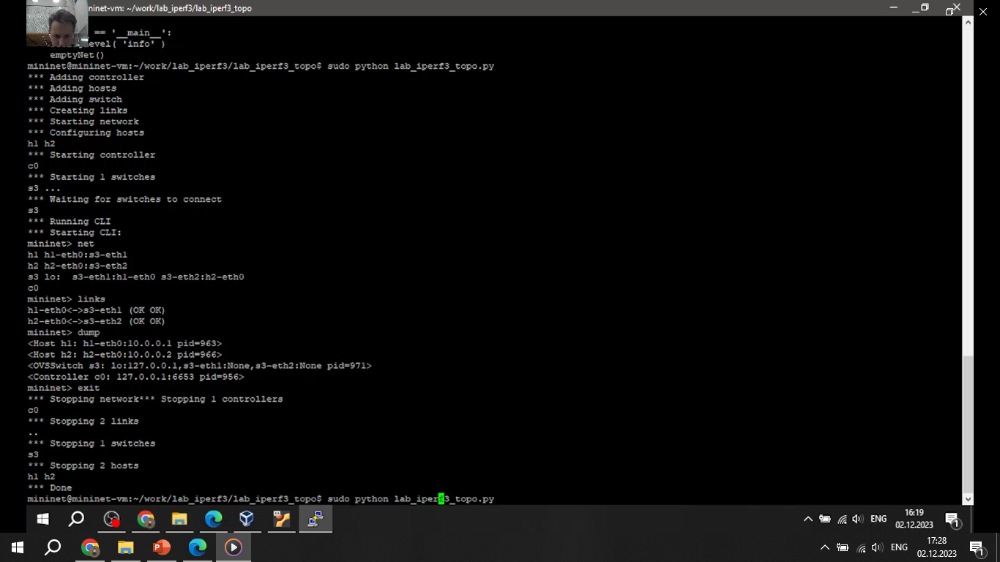 ininet-vm: ~/work/lab_iperf3/lab_iperf3_topo
== '__main__':
evel( 'info' )
emptyNet()
mininet@mininet-vm:~/work/lab_iperf3/lab_iperf3_topo$ sudo python lab_iperf3_topo.py
*** Adding controller
*** Adding hosts
*** Adding switch
*** Creating links
*** Starting network
*** Configuring hosts
h1 h2
*** Starting controller
c0
*** Starting 1 switches
s3 ...
*** Waiting for switches to connect
s3
*** Running CLI
*** Starting CLI:
mininet> net
h1 h1-eth0:s3-eth1
h2 h2-eth0:s3-eth2
s3 lo:  s3-eth1:h1-eth0 s3-eth2:h2-eth0
c0
mininet> links
h1-eth0<->s3-eth1 (OK OK)
h2-eth0<->s3-eth2 (OK OK)
mininet> dump
<Host h1: h1-eth0:10.0.0.1 pid=963>
<Host h2: h2-eth0:10.0.0.2 pid=966>
<OVSSwitch s3: lo:127.0.0.1,s3-eth1:None,s3-eth2:None pid=971>
<Controller c0: 127.0.0.1:6653 pid=956>
mininet> exit
*** Stopping network*** Stopping 1 controllers
c0
*** Stopping 2 links
..
*** Stopping 1 switches
s3
*** Stopping 2 hosts
h1 h2
*** Done
mininet@mininet-vm:~/work/lab_iperf3/lab_iperf3_topo$ sudo python lab_iperf3_topo.py
ENG
16:19
02.12.2023
1
ENG
17:28
02.12.2023
1